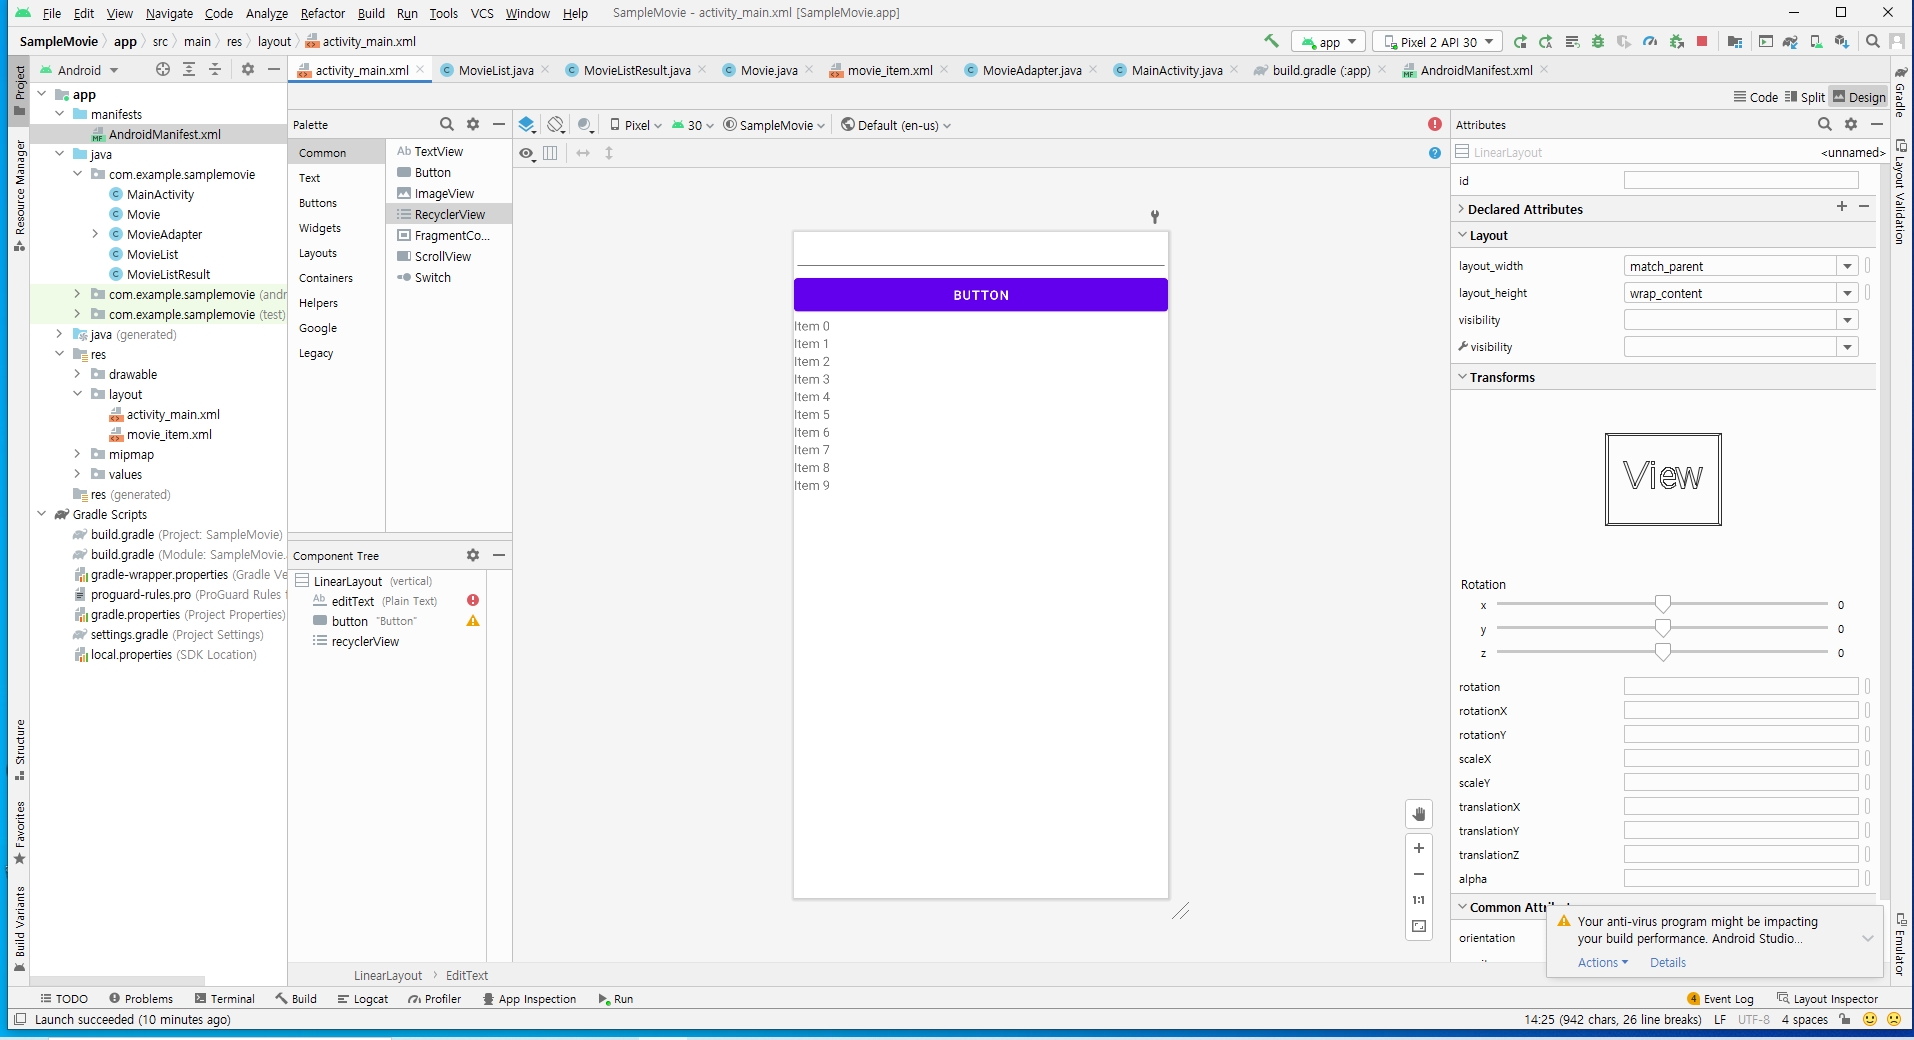 File Edit View Navigate Code Analyze Refactor Build Run Tools VCS Window Help SampleMovie - activity_main.xml [SampleMovie.app]
SampleMovie app src main res layout activity_main.xml app Pixel 2 API 30
Project
Resource Manager
Structure
Favorites
Build Variants
Android
app
manifests
AndroidManifest.xml
java
com.example.samplemovie
MainActivity
Movie
MovieAdapter
MovieList
MovieListResult
com.example.samplemovie (andr
com.example.samplemovie (test)
java (generated)
res
drawable
layout
activity_main.xml
movie_item.xml
mipmap
values
res (generated)
Gradle Scripts
build.gradle (Project: SampleMovie)
build.gradle (Module: SampleMovie.
gradle-wrapper.properties (Gradle Ve
proguard-rules.pro (ProGuard Rules f
gradle.properties (Project Properties)
settings.gradle (Project Settings)
local.properties (SDK Location)
activity_main.xml MovieList.java MovieListResult.java Movie.java movie_item.xml MovieAdapter.java MainActivity.java build.gradle (:app) AndroidManifest.xml
Code Split Design
Palette
Common
Text
Buttons
Widgets
Layouts
Containers
Helpers
Google
Legacy
Ab TextView
Button
ImageView
RecyclerView
FragmentCo...
ScrollView
Switch
Component Tree
LinearLayout (vertical)
Ab editText (Plain Text)
button "Button"
recyclerView
Pixel 30 SampleMovie Default (en-us)
BUTTON
Item 0
Item 1
Item 2
Item 3
Item 4
Item 5
Item 6
Item 7
Item 8
Item 9
1:1
LinearLayout EditText
Attributes
LinearLayout <unnamed>
id
Declared Attributes
Layout
layout_width match_parent
layout_height wrap_content
visibility
visibility
Transforms
View
Rotation
x 0
y 0
z 0
rotation
rotationX
rotationY
scaleX
scaleY
translationX
translationY
translationZ
alpha
Common Attribut
orientation
Your anti-virus program might be impacting
your build performance. Android Studio...
Actions Details
Gradle
Layout Validation
Emulator
TODO Problems Terminal Build Logcat Profiler App Inspection Run 4 Event Log Layout Inspector
Launch succeeded (10 minutes ago) 14:25 (942 chars, 26 line breaks) LF UTF-8 4 spaces